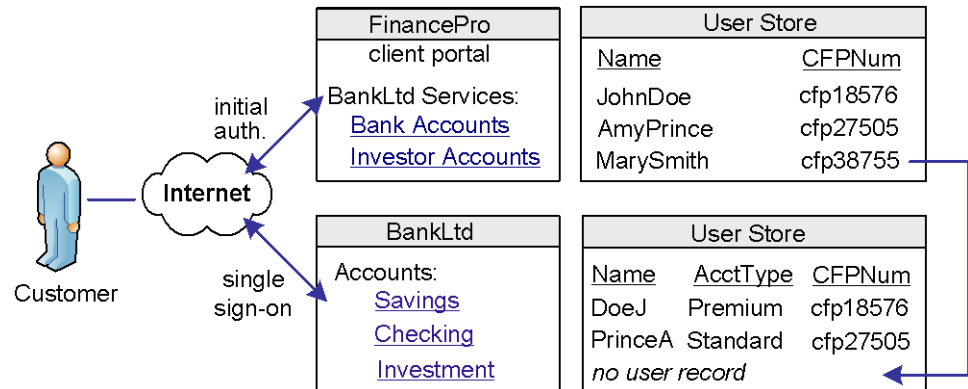 FinancePro
client portal
BankLtd Services:
Bank Accounts
Investor Accounts
User Store
Name CFPNum
JohnDoe cfp18576
AmyPrince cfp27505
MarySmith cfp38755
initial
auth.
Internet
Customer
single
sign-on
BankLtd
Accounts:
Savings
Checking
Investment
User Store
Name AcctType CFPNum
DoeJ Premium cfp18576
PrinceA Standard cfp27505
no user record